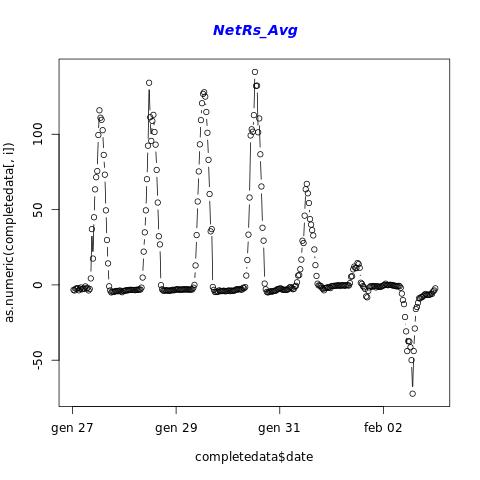 NetRs_Avg
as.numeric(completedata[, i])
100
50
0
-50
gen 27
gen 29
gen 31
feb 02
completedata$date